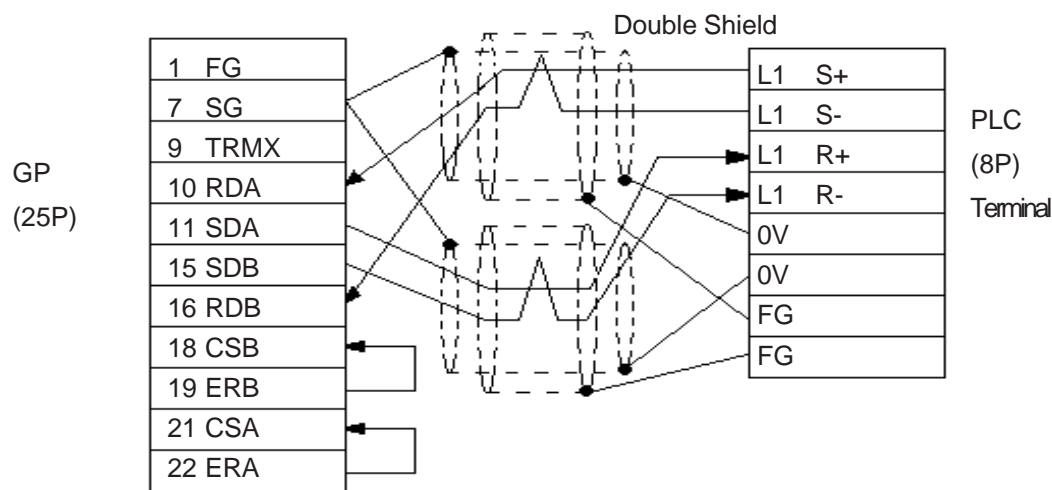 Double Shield
GP
(25P)
1 FG
7 SG
9 TRMX
10 RDA
11 SDA
15 SDB
16 RDB
18 CSB
19 ERB
21 CSA
22 ERA
L1 S+
L1 S-
L1 R+
L1 R-
0V
0V
FG
FG
PLC
(8P)
Terminal